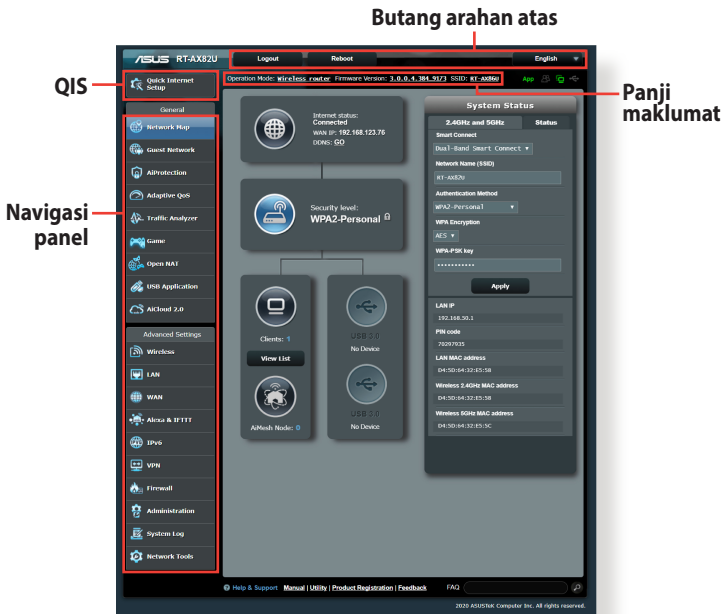 Butang arahan atas
QIS
Panji
maklumat
Navigasi
panel
ASUS RT-AX82U
Logout
Reboot
English
Operation Mode: Wireless router Firmware Version: 3.0.0.4.384_9173 SSID: RT-AX86U
App
Quick Internet
Setup
General
Network Map
Guest Network
AiProtection
Adaptive QoS
Traffic Analyzer
Game
Open NAT
USB Application
AiCloud 2.0
Advanced Settings
Wireless
LAN
WAN
Alexa & IFTTT
IPv6
VPN
Firewall
Administration
System Log
Network Tools
Internet status:
Connected
WAN IP: 192.168.123.76
DDNS: GO
Security level:
WPA2-Personal
Clients: 1
View List
AiMesh Node: 0
USB 3.0
No Device
USB 3.0
No Device
System Status
2.4GHz and 5GHz
Status
Smart Connect
Dual-Band Smart Connect
Network Name (SSID)
RT-AX82U
Authentication Method
WPA2-Personal
WPA Encryption
AES
WPA-PSK key
•••••••••••
Apply
LAN IP
192.168.50.1
PIN code
70297935
LAN MAC address
D4:5D:64:32:E5:58
Wireless 2.4GHz MAC address
D4:5D:64:32:E5:58
Wireless 5GHz MAC address
D4:5D:64:32:E5:5C
Help & Support Manual | Utility | Product Registration | Feedback FAQ
2020 ASUSTeK Computer Inc. All rights reserved.